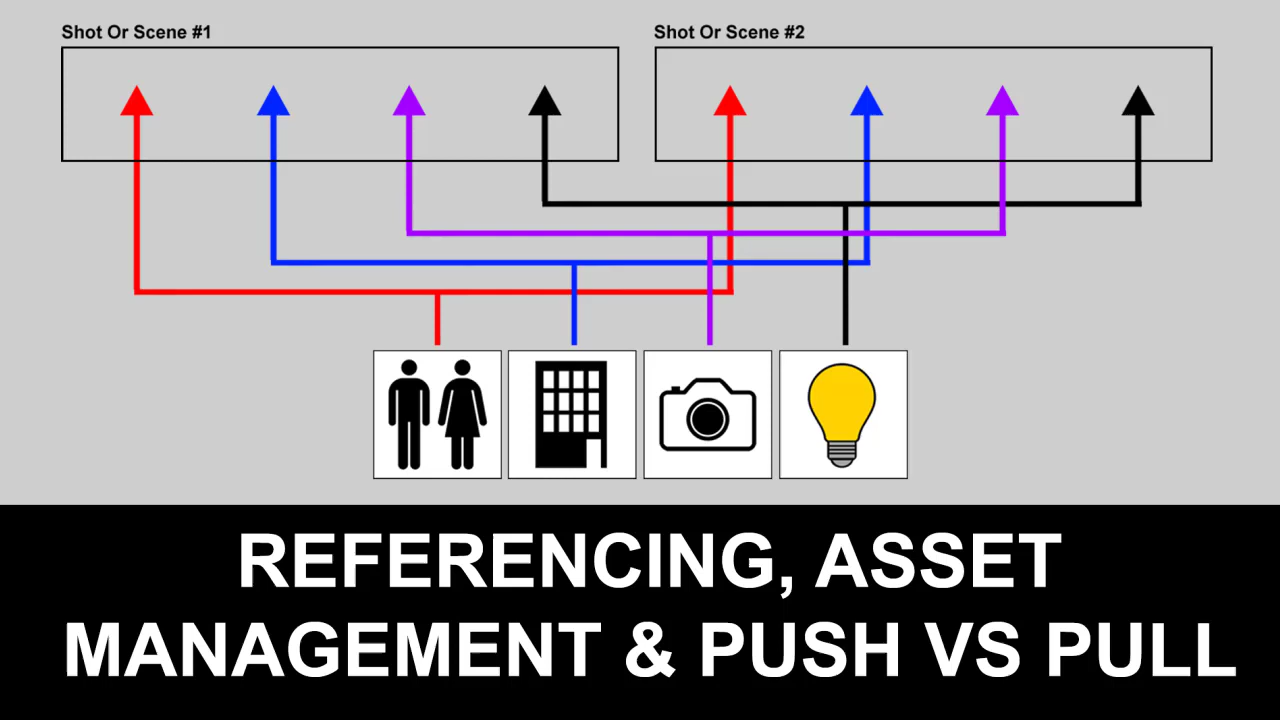 Shot Or Scene #1
Shot Or Scene #2
REFERENCING, ASSET
MANAGEMENT & PUSH VS PULL